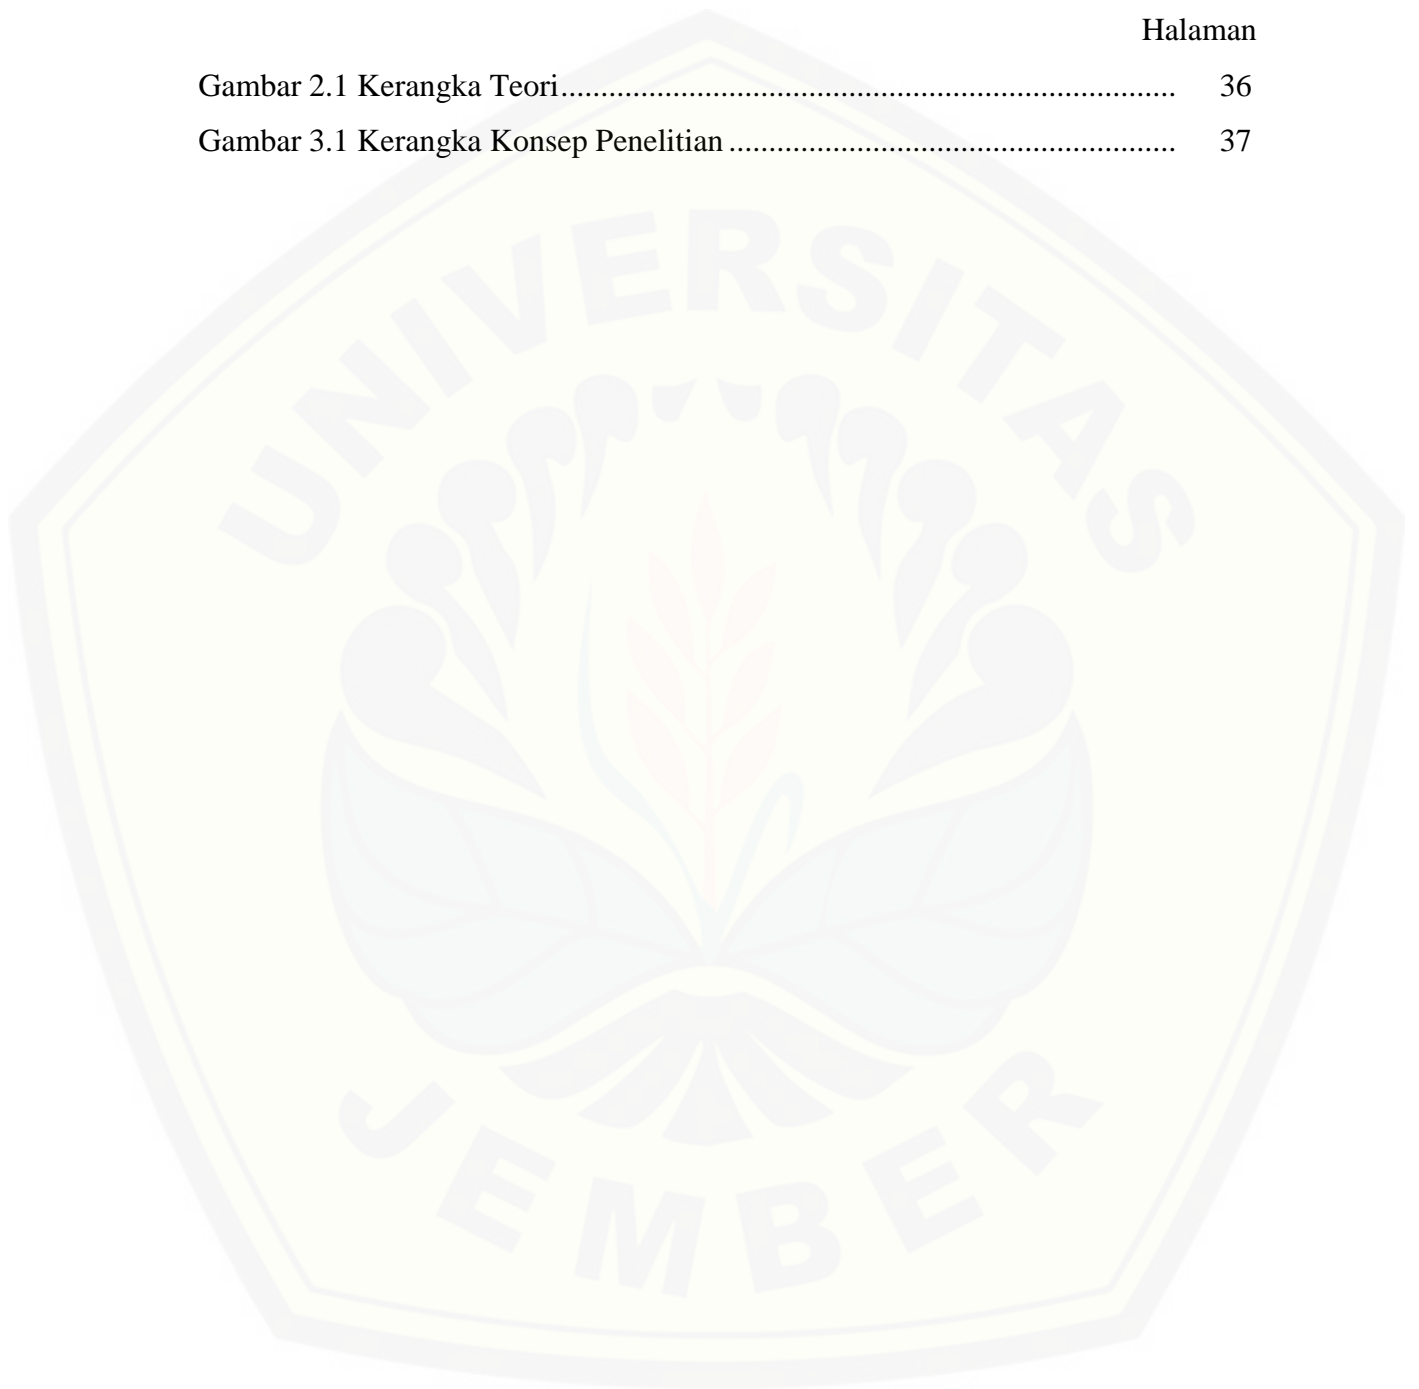 Halaman
Gambar 2.1 Kerangka Teori............................................................................. 36
Gambar 3.1 Kerangka Konsep Penelitian ........................................................ 37
UNIVERSITAS
JEMBER